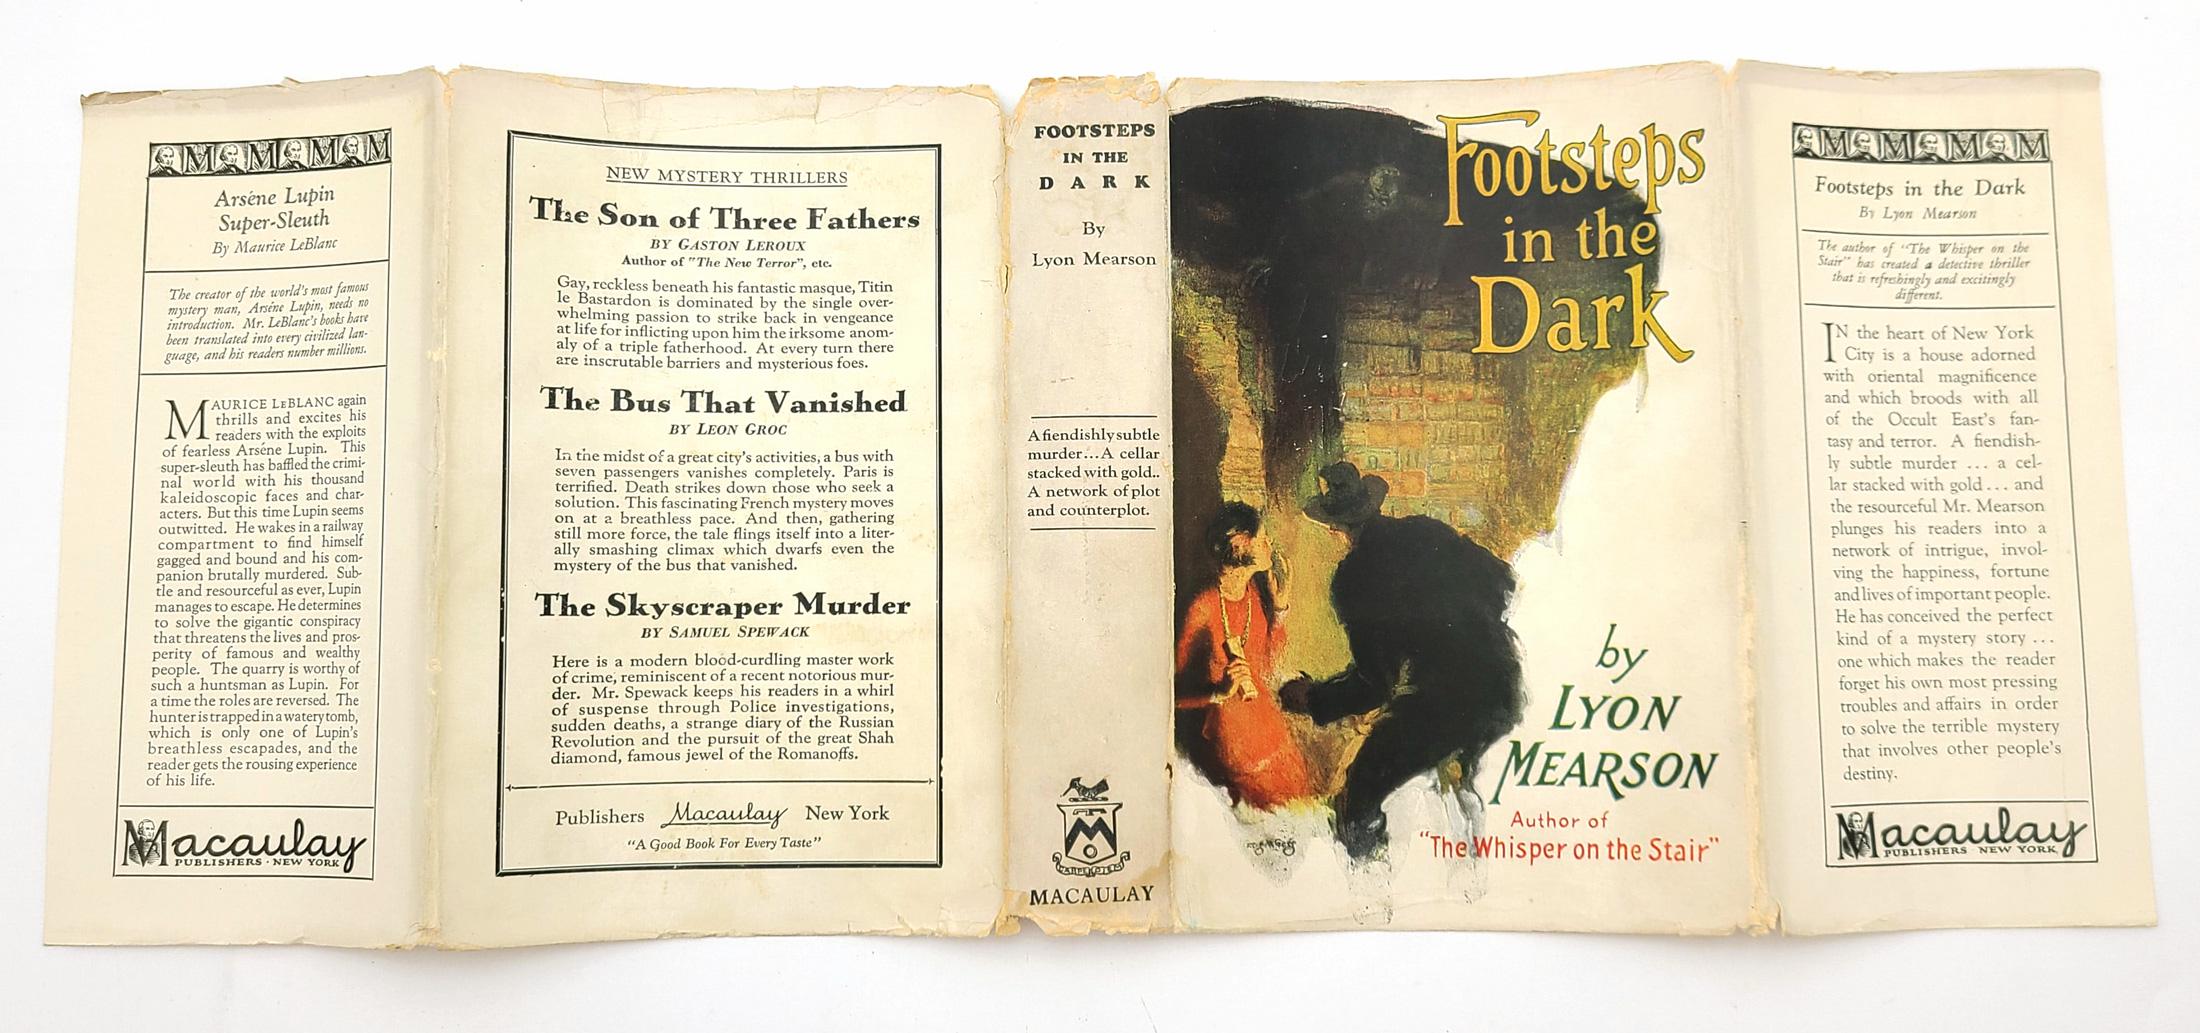 M M M M
Arséne Lupin
Super-Sleuth
By Maurice LeBlanc
The creator of the world's most famous
mystery man, Arséne Lupin, needs no
introduction. Mr. LeBlanc's books have
been translated into every civilized lan-
guage, and his readers number millions.
MAURICE LEBLANC again
thrills and excites his
readers with the exploits
of fearless Arséne Lupin. This
super-sleuth has baffled the crimi-
nal world with his thousand
kaleidoscopic faces and char-
acters. But this time Lupin seems
outwitted. He wakes in a railway
compartment to find himself
gagged and bound and his com-
panion brutally murdered. Sub-
tle and resourceful as ever, Lupin
manages to escape. He determines
to solve the gigantic conspiracy
that threatens the lives and pros-
perity of famous and wealthy
people. The quarry is worthy of
such a huntsman as Lupin. For
a time the roles are reversed. The
hunter is trapped in a watery tomb,
which is only one of Lupin's
breathless escapades, and the
reader gets the rousing experience
of his life.
Macaulay
PUBLISHERS · NEW YORK
NEW MYSTERY THRILLERS
The Son of Three Fathers
BY GASTON LEROUX
Author of "The New Terror", etc.
Gay, reckless beneath his fantastic masque, Titin
le Bastardon is dominated by the single over-
whelming passion to strike back in vengeance
at life for inflicting upon him the irksome anom-
aly of a triple fatherhood. At every turn there
are inscrutable barriers and mysterious foes.
The Bus That Vanished
BY LEON GROC
In the midst of a great city's activities, a bus with
seven passengers vanishes completely. Paris is
terrified. Death strikes down those who seek a
solution. This fascinating French mystery moves
on at a breathless pace. And then, gathering
still more force, the tale flings itself into a liter-
ally smashing climax which dwarfs even the
mystery of the bus that vanished.
The Skyscraper Murder
BY SAMUEL SPEWACK
Here is a modern blood-curdling master work
of crime, reminiscent of a recent notorious mur-
der. Mr. Spewack keeps his readers in a whirl
of suspense through Police investigations,
sudden deaths, a strange diary of the Russian
Revolution and the pursuit of the great Shah
diamond, famous jewel of the Romanoffs.
Publishers Macaulay New York
"A Good Book For Every Taste"
FOOTSTEPS
IN THE
DARK
By
Lyon Mearson
A fiendishly subtle
murder...A cellar
stacked with gold..
A network of plot
and counterplot.
M
MACAULAY
Footsteps
in the
Dark
by
LYON
MEARSON
Author of
"The Whisper on the Stair"
M M M M
Footsteps in the Dark
By Lyon Mearson
The author of "The Whisper on the
Stair" has created a detective thriller
that is refreshingly and excitingly
different.
IN the heart of New York
City is a house adorned
with oriental magnificence
and which broods with all
of the Occult East's fan-
tasy and terror. A fiendish-
ly subtle murder ... a cel-
lar stacked with gold ... and
the resourceful Mr. Mearson
plunges his readers into a
network of intrigue, invol-
ving the happiness, fortune
and lives of important people.
He has conceived the perfect
kind of a mystery story ...
one which makes the reader
forget his own most pressing
troubles and affairs in order
to solve the terrible mystery
that involves other people's
destiny.
Macaulay
PUBLISHERS NEW YORK